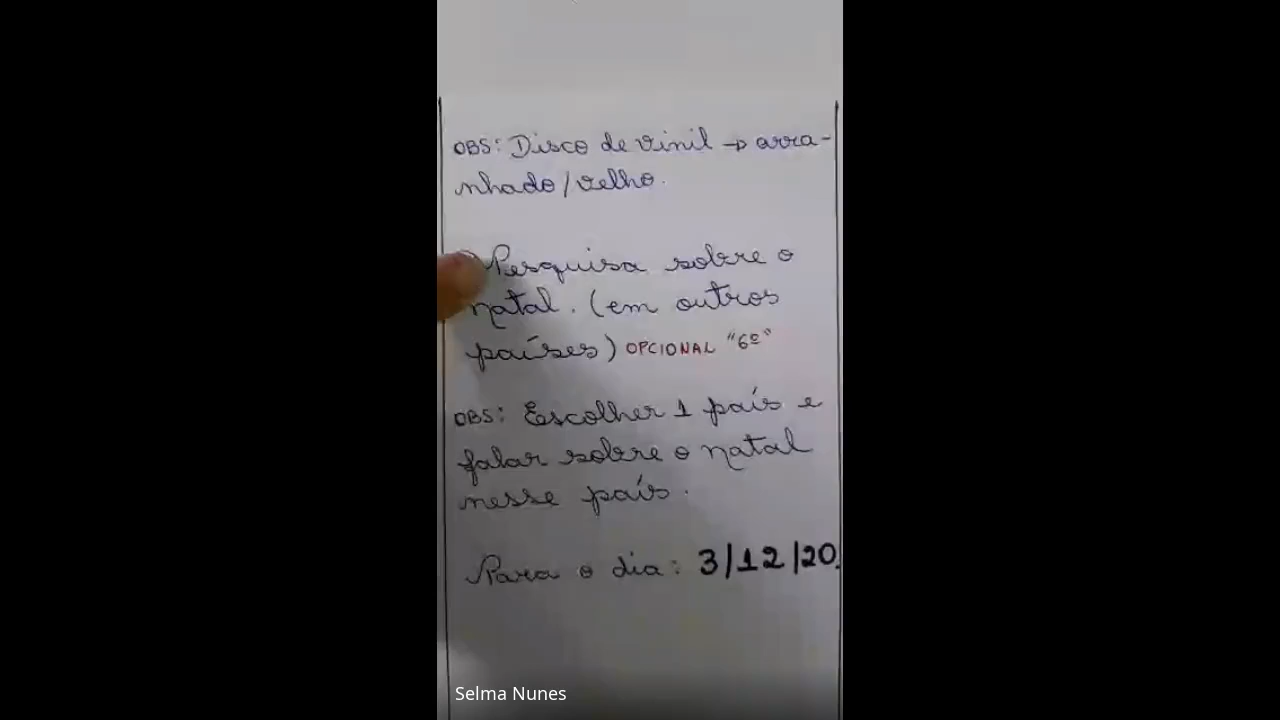 OBS: Disco de vinil → arra-
nhado/velho.
Pesquisa sobre o
natal. (em outros
países) OPCIONAL "6º"
OBS: Escolher 1 país e
falar sobre o natal
nesse país.
Para o dia: 3/12/20.
Selma Nunes